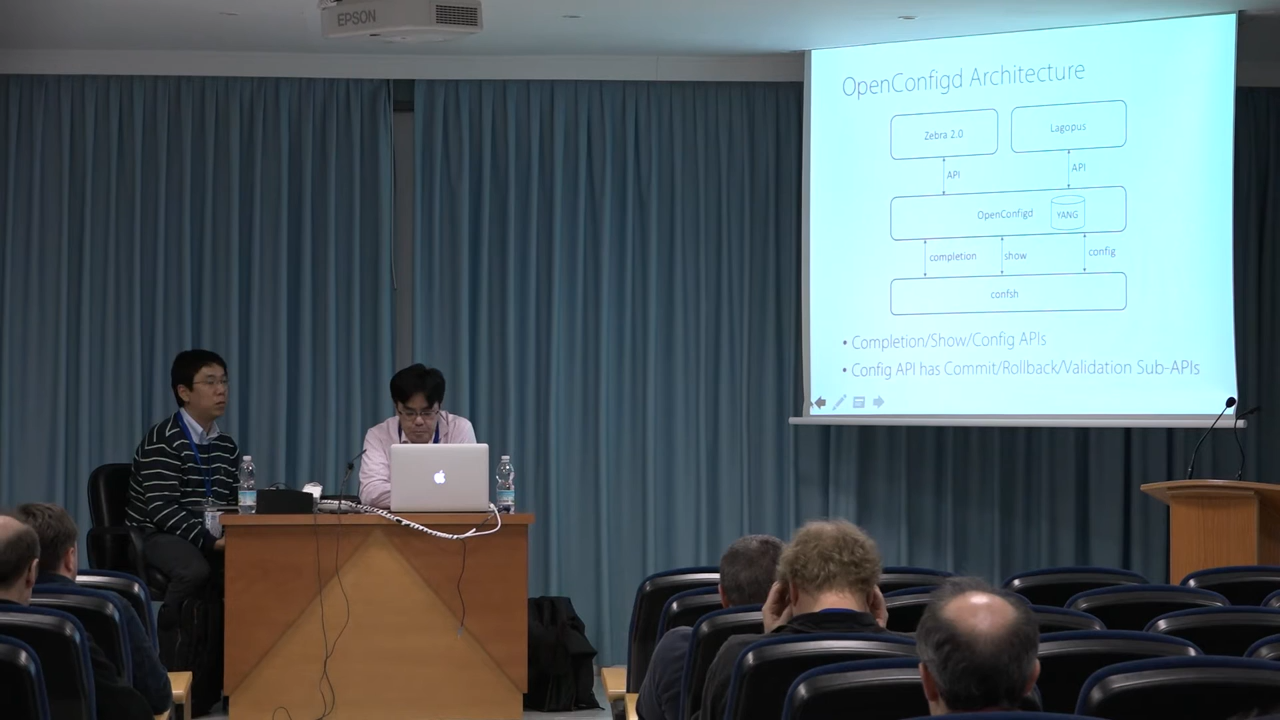 EPSON
OpenConfigd Architecture
Zebra 2.0
Lagopus
API
API
OpenConfigd
YANG
completion
show
config
confsh
• Completion/Show/Config APIs
• Config API has Commit/Rollback/Validation Sub-APIs